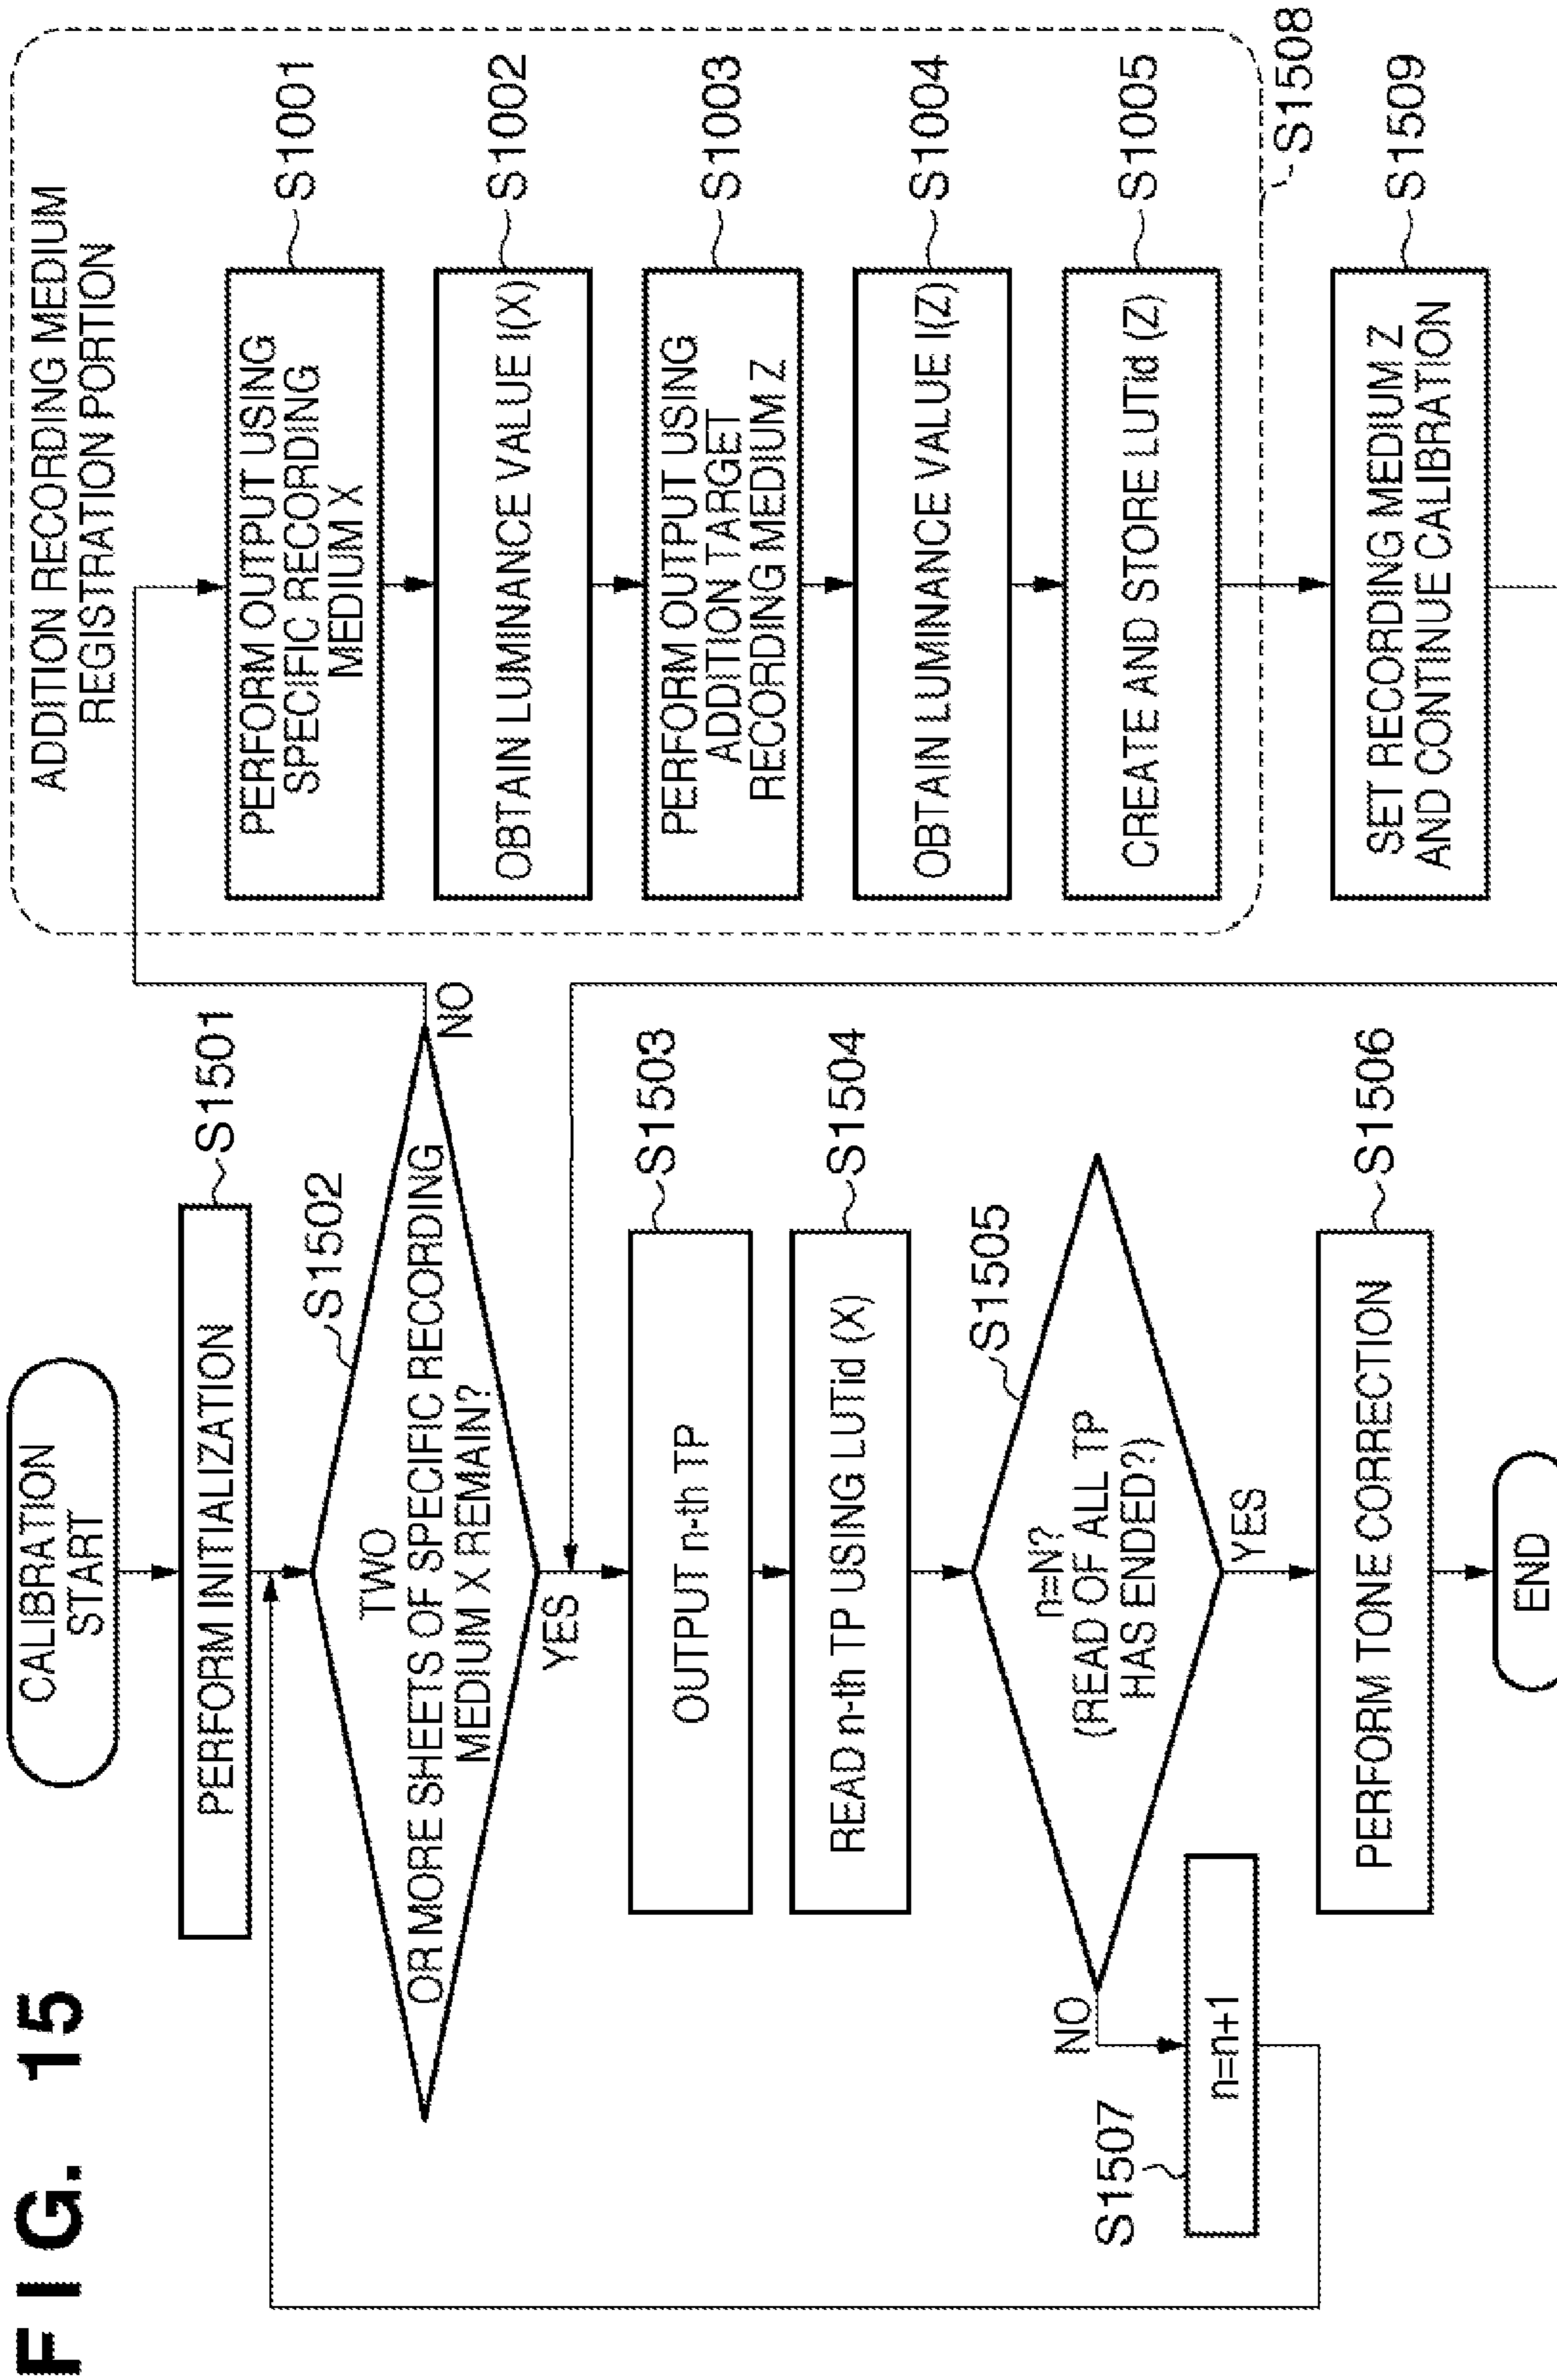 FIG. 15
CALIBRATION
START
PERFORM INITIALIZATION
S1501
S1502
TWO
OR MORE SHEETS OF SPECIFIC RECORDING
MEDIUM X REMAIN?
NO
YES
OUTPUT n-th TP
S1503
READ n-th TP USING LUTid (X)
S1504
S1505
n=N?
(READ OF ALL TP
HAS ENDED?)
NO
YES
S1507
n=n+1
PERFORM TONE CORRECTION
S1506
END
ADDITION RECORDING MEDIUM
REGISTRATION PORTION
PERFORM OUTPUT USING
SPECIFIC RECORDING
MEDIUM X
S1001
OBTAIN LUMINANCE VALUE I(X)
S1002
PERFORM OUTPUT USING
ADDITION TARGET
RECORDING MEDIUM Z
S1003
OBTAIN LUMINANCE VALUE I(Z)
S1004
CREATE AND STORE LUTid (Z)
S1005
S1508
SET RECORDING MEDIUM Z
AND CONTINUE CALIBRATION
S1509